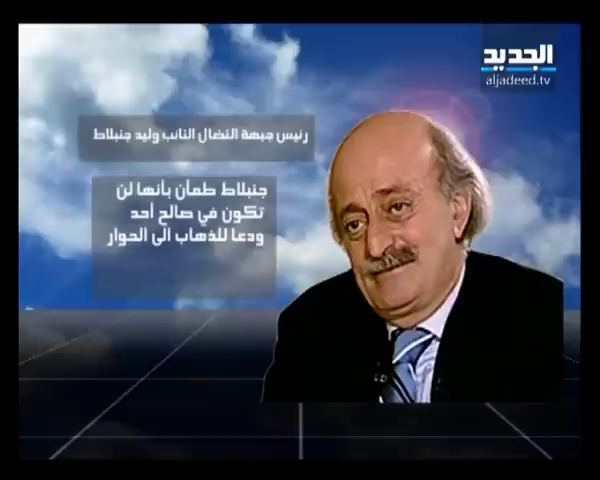 الجديد
aljadeed.tv
رئيس جبهة النضال النائب وليد جنبلاط
جنبلاط طمأن بأنها لن
تكون في صالح أحد
ودعا للذهاب الى الحوار